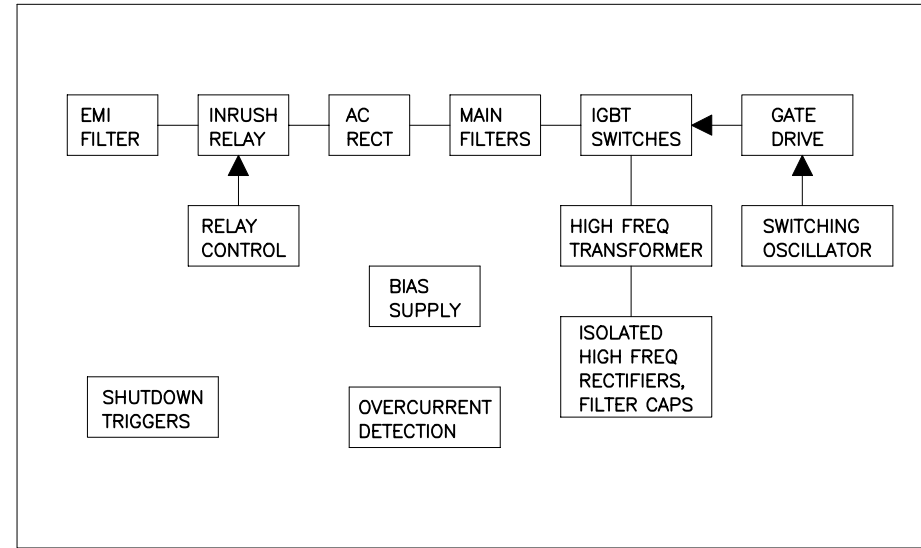 EMI
FILTER
INRUSH
RELAY
AC
RECT
MAIN
FILTERS
IGBT
SWITCHES
GATE
DRIVE
RELAY
CONTROL
HIGH FREQ
TRANSFORMER
SWITCHING
OSCILLATOR
BIAS
SUPPLY
ISOLATED
HIGH FREQ
RECTIFIERS,
FILTER CAPS
SHUTDOWN
TRIGGERS
OVERCURRENT
DETECTION